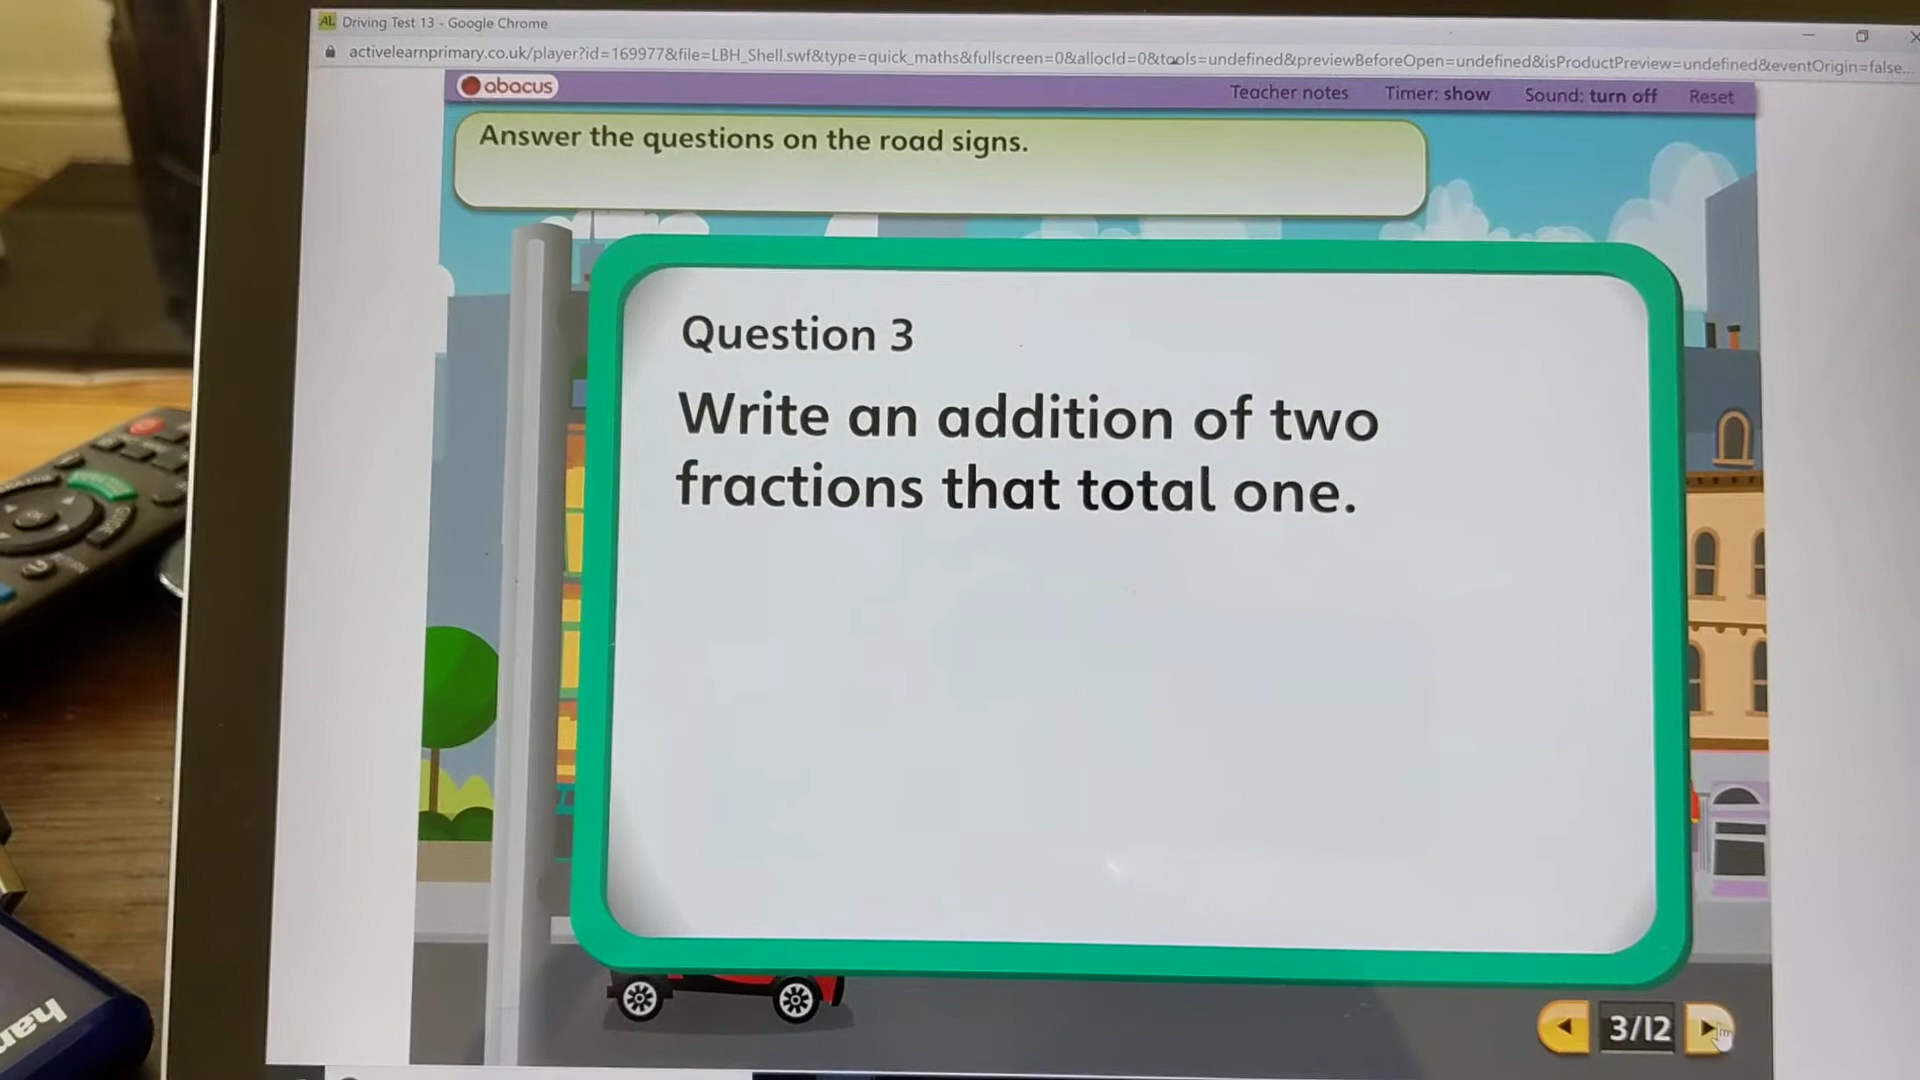 AL Driving Test 13 - Google Chrome
activelearnprimary.co.uk/player?id=169977&file=LBH_Shell.swf&type=quick_maths&fullscreen=0&allocId=0&tools=undefined&previewBeforeOpen=undefined&isProductPreview=undefined&eventOrigin=false...
abacus
Teacher notes Timer: show Sound: turn off Reset
Answer the questions on the road signs.
Question 3
Write an addition of two
fractions that total one.
3/12